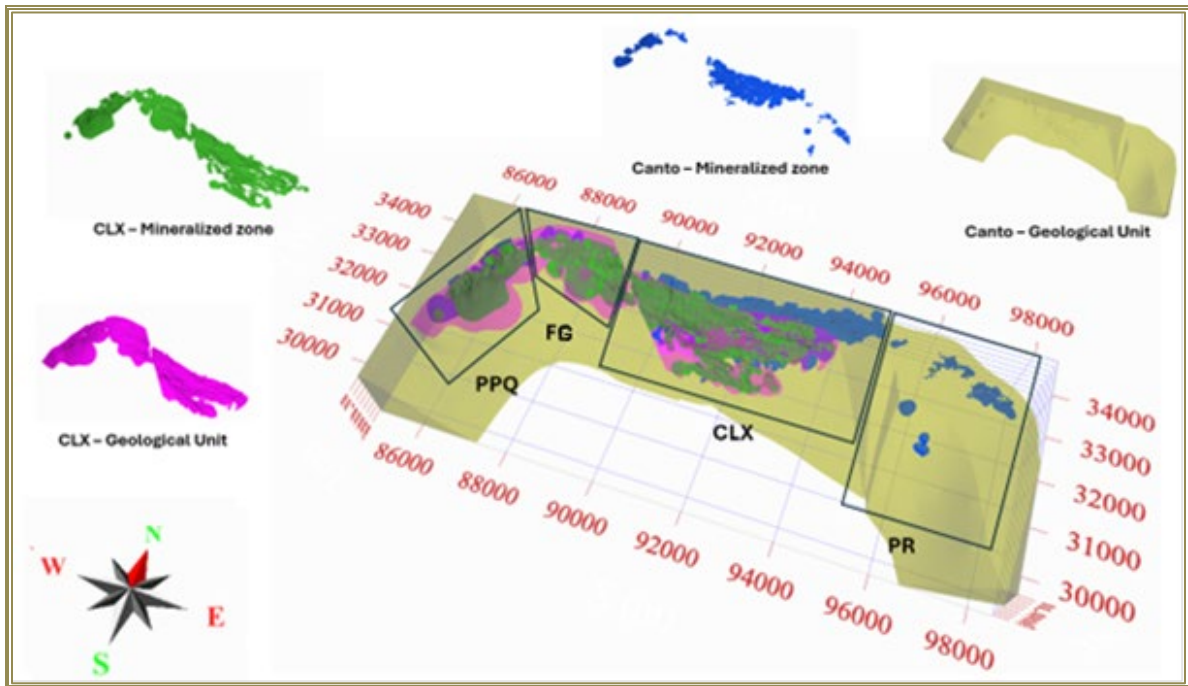 CLX – Mineralized zone
Canto – Mineralized zone
Canto – Geological Unit
CLX – Geological Unit
86000
88000
90000
92000
94000
96000
98000
34000
33000
32000
31000
30000
FG
PPQ
CLX
PR
34000
33000
32000
31000
30000
86000
88000
90000
92000
94000
96000
98000
N
W
E
S